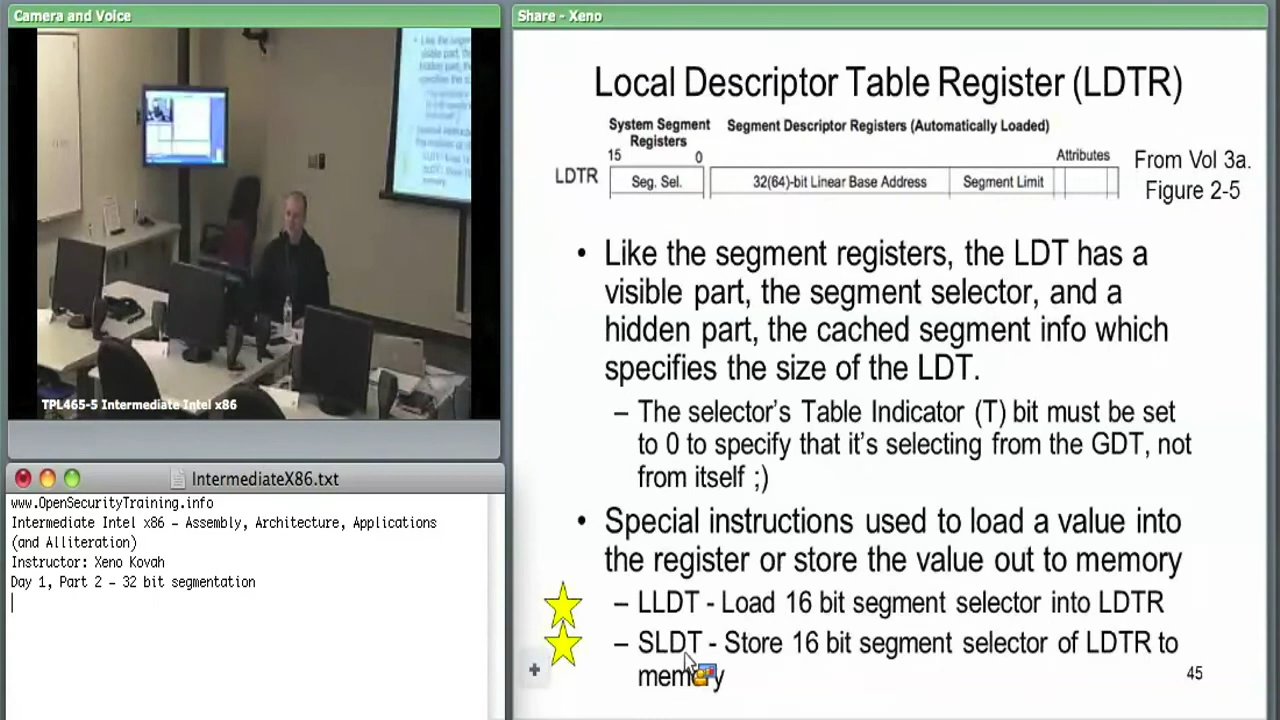 Camera and Voice
TPL465-5 Intermediate Intel x86
IntermediateX86.txt
www.OpenSecurityTraining.info
Intermediate Intel x86 – Assembly, Architecture, Applications
(and Alliteration)
Instructor: Xeno Kovah
Day 1, Part 2 – 32 bit segmentation
Share - Xeno
Local Descriptor Table Register (LDTR)
System Segment
Registers
Segment Descriptor Registers (Automatically Loaded)
15 0
Attributes
LDTR Seg. Sel. 32(64)-bit Linear Base Address Segment Limit
From Vol 3a.
Figure 2-5
• Like the segment registers, the LDT has a
visible part, the segment selector, and a
hidden part, the cached segment info which
specifies the size of the LDT.
– The selector's Table Indicator (T) bit must be set
to 0 to specify that it's selecting from the GDT, not
from itself ;)
• Special instructions used to load a value into
the register or store the value out to memory
– LLDT - Load 16 bit segment selector into LDTR
– SLDT - Store 16 bit segment selector of LDTR to
memory
45